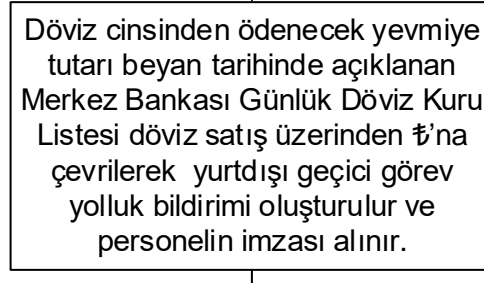 Döviz cinsinden ödenecek yevmiye
tutarı beyan tarihinde açıklanan
Merkez Bankası Günlük Döviz Kuru
Listesi döviz satış üzerinden ₺’na
çevrilerek yurtdışı geçici görev
yolluk bildirimi oluşturulur ve
personelin imzası alınır.